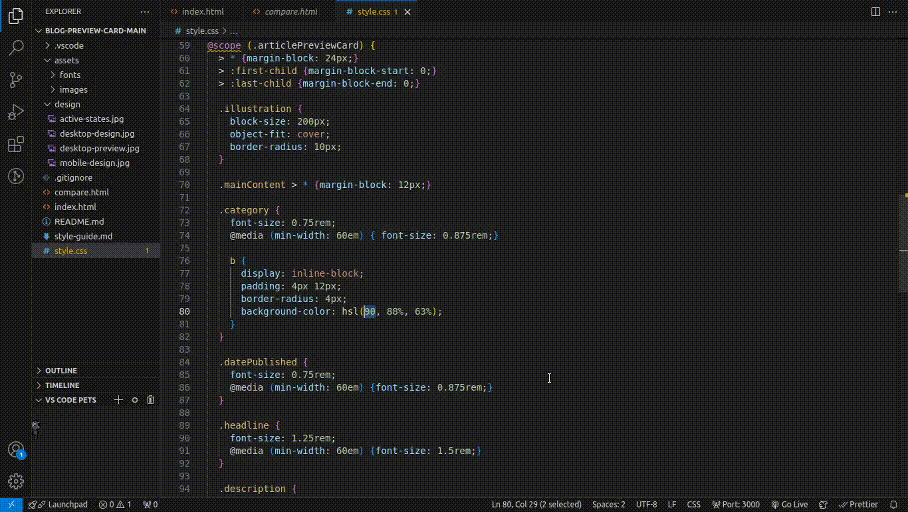 EXPLORER ...
index.html compare.html style.css 1 ×
BLOG-PREVIEW-CARD-MAIN
.vscode
assets
fonts
images
design
active-states.jpg
desktop-design.jpg
desktop-preview.jpg
mobile-design.jpg
.gitignore
compare.html
index.html
README.md
style-guide.md
style.css 1
OUTLINE
TIMELINE
VS CODE PETS
style.css > ...
59 @scope (.articlePreviewCard) {
60 > * {margin-block: 24px;}
61 > :first-child {margin-block-start: 0;}
62 > :last-child {margin-block-end: 0;}
63
64 .illustration {
65 block-size: 200px;
66 object-fit: cover;
67 border-radius: 10px;
68 }
69
70 .mainContent > * {margin-block: 12px;}
71
72 .category {
73 font-size: 0.75rem;
74 @media (min-width: 60em) { font-size: 0.875rem;}
75
76 b {
77 display: inline-block;
78 padding: 4px 12px;
79 border-radius: 4px;
80 background-color: hsl(90, 88%, 63%);
81 }
82 }
83
84 .datePublished {
85 font-size: 0.75rem;
86 @media (min-width: 60em) {font-size: 0.875rem;}
87 }
88
89 .headline {
90 font-size: 1.25rem;
91 @media (min-width: 60em) {font-size: 1.5rem;}
92 }
93
94 .description {
1
Launchpad 0 1 0 Ln 80, Col 29 (2 selected) Spaces: 2 UTF-8 LF CSS Port: 3000 Go Live Prettier